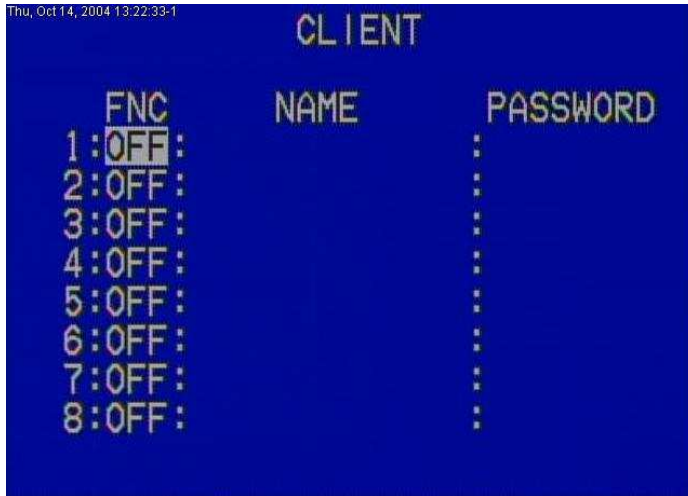 Thu, Oct 14, 2004 13:22:33-1
CLIENT
FNC NAME PASSWORD
1:OFF: :
2:OFF: :
3:OFF: :
4:OFF: :
5:OFF: :
6:OFF: :
7:OFF: :
8:OFF: :